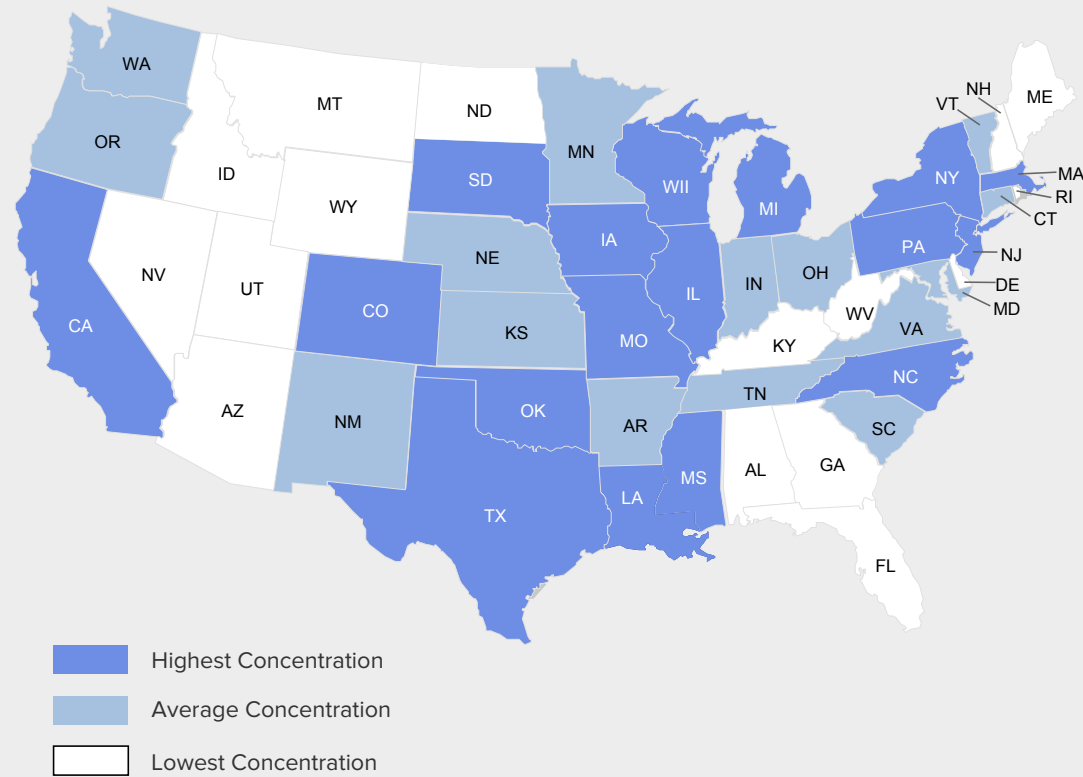 WA
NH
ME
VT
MT
ND
OR
MN
MA
ID
SD
WII
NY
RI
WY
MI
CT
IA
PA
NE
NJ
NV
UT
IL
IN
OH
DE
CO
MD
WV
CA
KS
VA
MO
KY
NC
TN
AZ
OK
NM
AR
SC
MS
AL
GA
LA
TX
FL
Highest Concentration
Average Concentration
Lowest Concentration